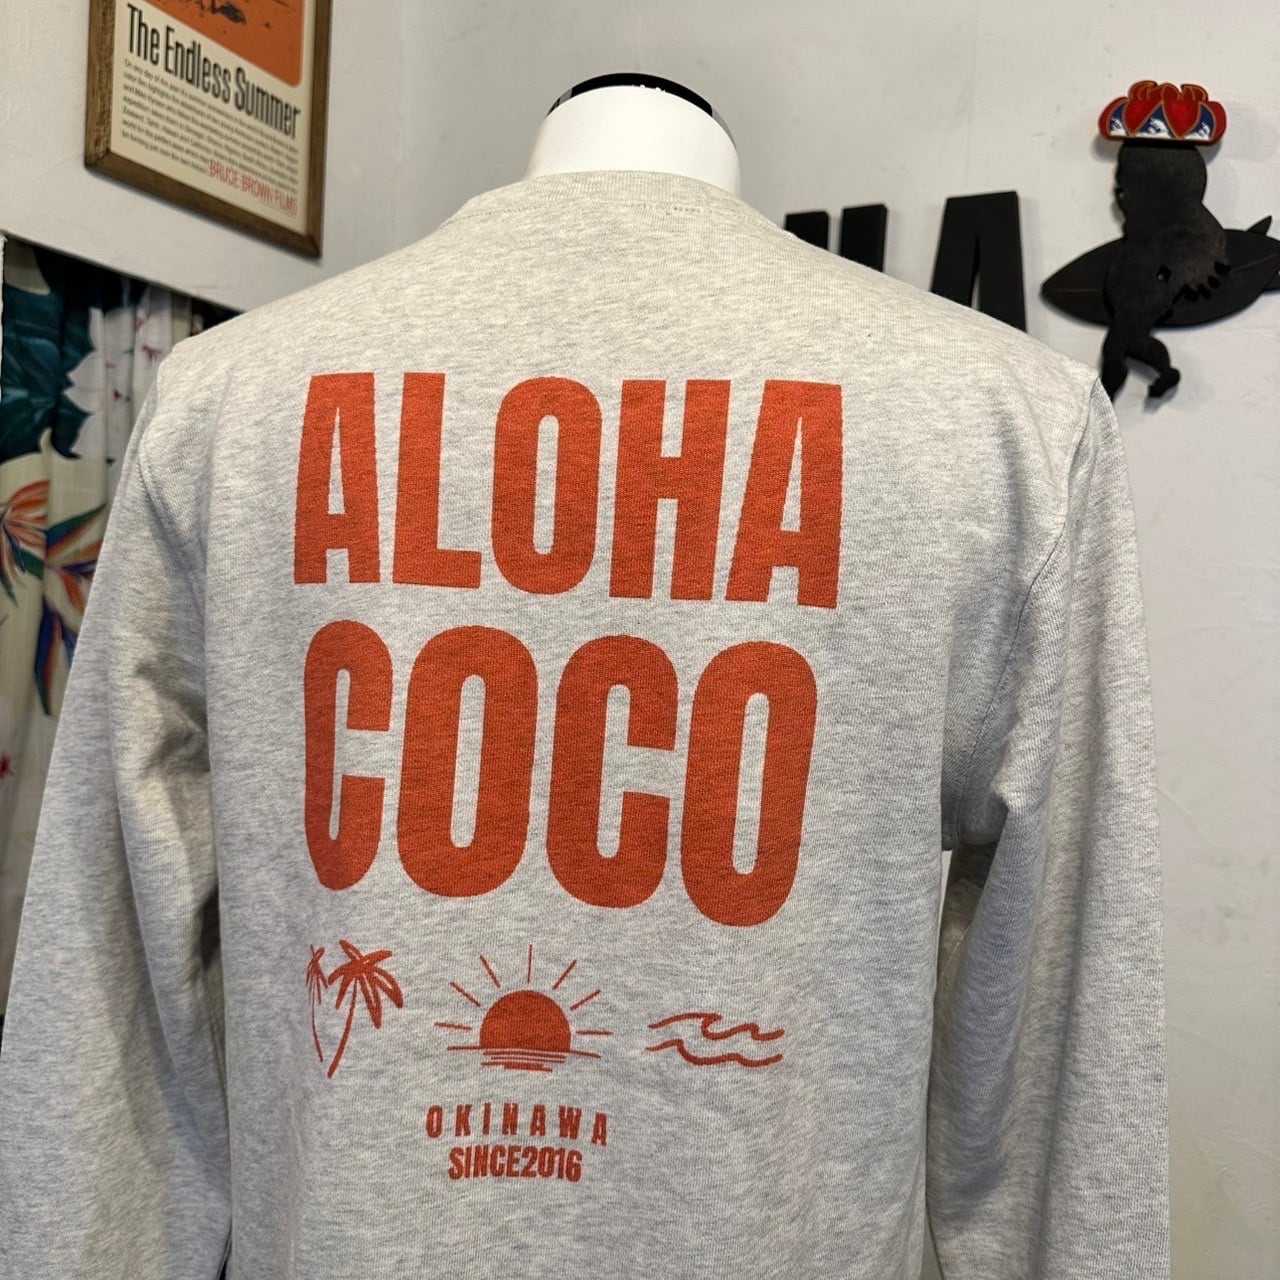 The Endless Summer
BRUCE BROWN FILMS
ALOHA
COCO
OKINAWA
SINCE2016